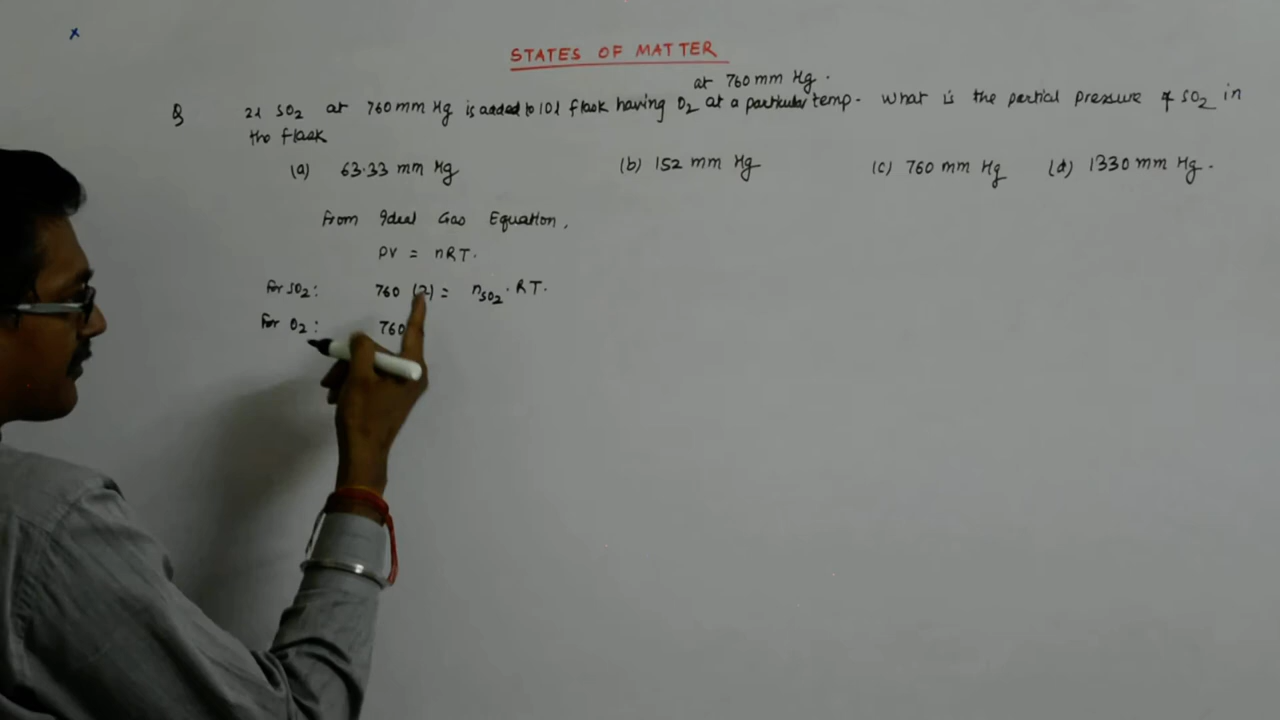 x
STATES OF MATTER
at 760 mm Hg.
Q 2l SO2 at 760 mm Hg is added to 10 l flask having O2 at a particular temp. What is the partial pressure of SO2 in
the flask
(a) 63.33 mm Hg (b) 152 mm Hg (c) 760 mm Hg (d) 1330 mm Hg.
From Ideal Gas Equation,
PV = nRT.
For SO2: 760 (2) = nSO2 . RT.
For O2: 760